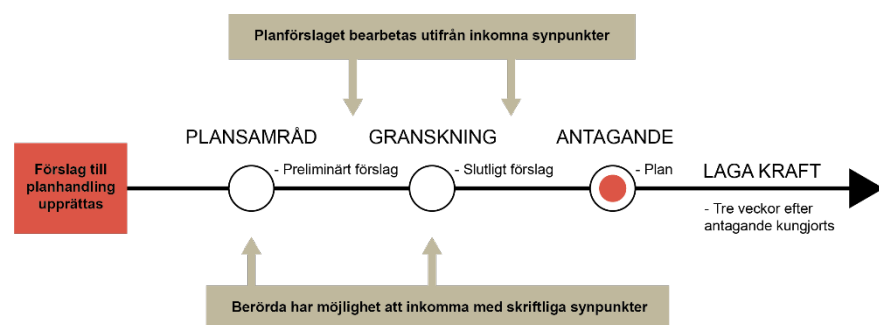 Planförslaget bearbetas utifrån inkomna synpunkter
PLANSAMRÅD
GRANSKNING
ANTAGANDE
Förslag till
planhandling
upprättas
- Preliminärt förslag
- Slutligt förslag
- Plan
LAGA KRAFT
- Tre veckor efter
antagande kungjorts
Berörda har möjlighet att inkomma med skriftliga synpunkter